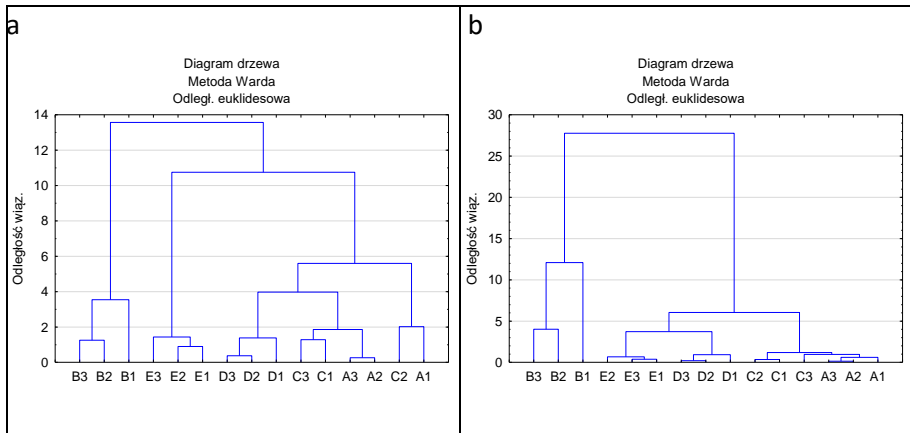 a
Diagram drzewa
Metoda Warda
Odległ. euklidesowa
14
12
10
8
6
4
2
0
Odległość wiąz.
B3 B2 B1 E3 E2 E1 D3 D2 D1 C3 C1 A3 A2 C2 A1
b
Diagram drzewa
Metoda Warda
Odległ. euklidesowa
30
25
20
15
10
5
0
Odległość wiąz.
B3 B2 B1 E2 E3 E1 D3 D2 D1 C2 C1 C3 A3 A2 A1